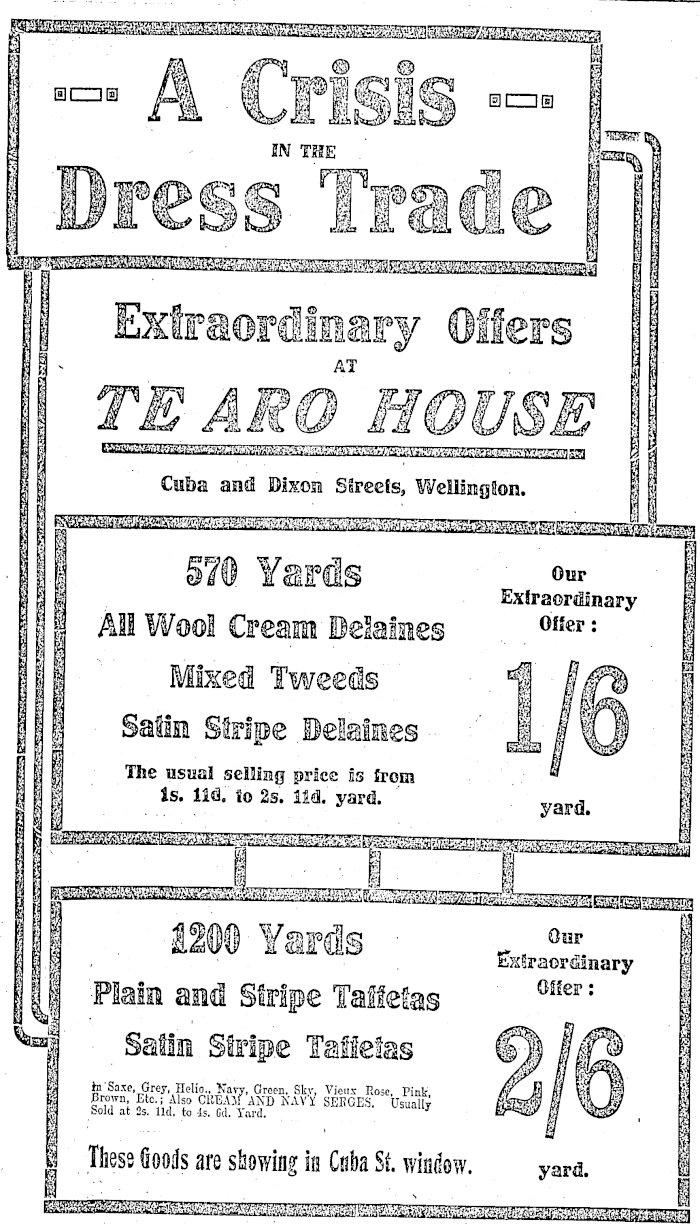 A Crisis
IN THE
Dress Trade
Extraordinary Offers
AT
TE ARO HOUSE
Cuba and Dixon Streets, Wellington.
570 Yards
All Wool Cream Delaines
Mixed Tweeds
Satin Stripe Delaines
The usual selling price is from
1s. 11d. to 2s. 11d. yard.
Our
Extraordinary
Offer :
1/6
yard.
1200 Yards
Plain and Stripe Taffetas
Satin Stripe Taffetas
in Saxe, Grey, Helio., Navy, Green, Sky, Vieux Rose, Pink,
Brown, Etc.; Also CREAM AND NAVY SERGES. Usually
Sold at 2s. 11d. to 4s. 6d. Yard.
These Goods are showing in Cuba St. window.
Our
Extraordinary
Offer :
2/6
yard.